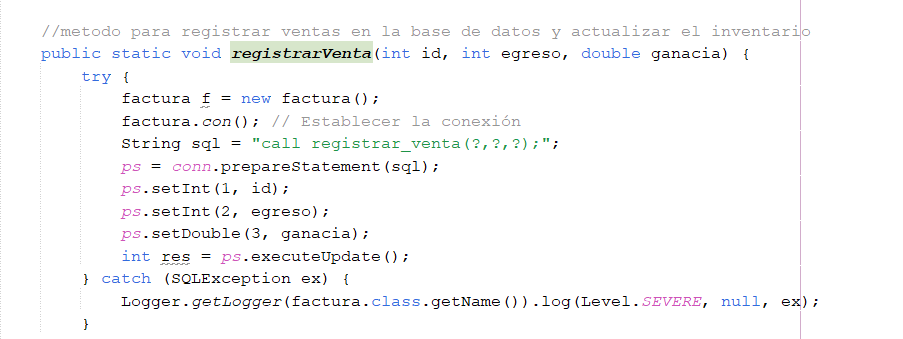 //metodo para registrar ventas en la base de datos y actualizar el inventario
public static void registrarVenta(int id, int egreso, double ganacia) {
try {
factura f = new factura();
factura.con(); // Establecer la conexión
String sql = "call registrar_venta(?,?,?);";
ps = conn.prepareStatement(sql);
ps.setInt(1, id);
ps.setInt(2, egreso);
ps.setDouble(3, ganacia);
int res = ps.executeUpdate();
} catch (SQLException ex) {
Logger.getLogger(factura.class.getName()).log(Level.SEVERE, null, ex);
}